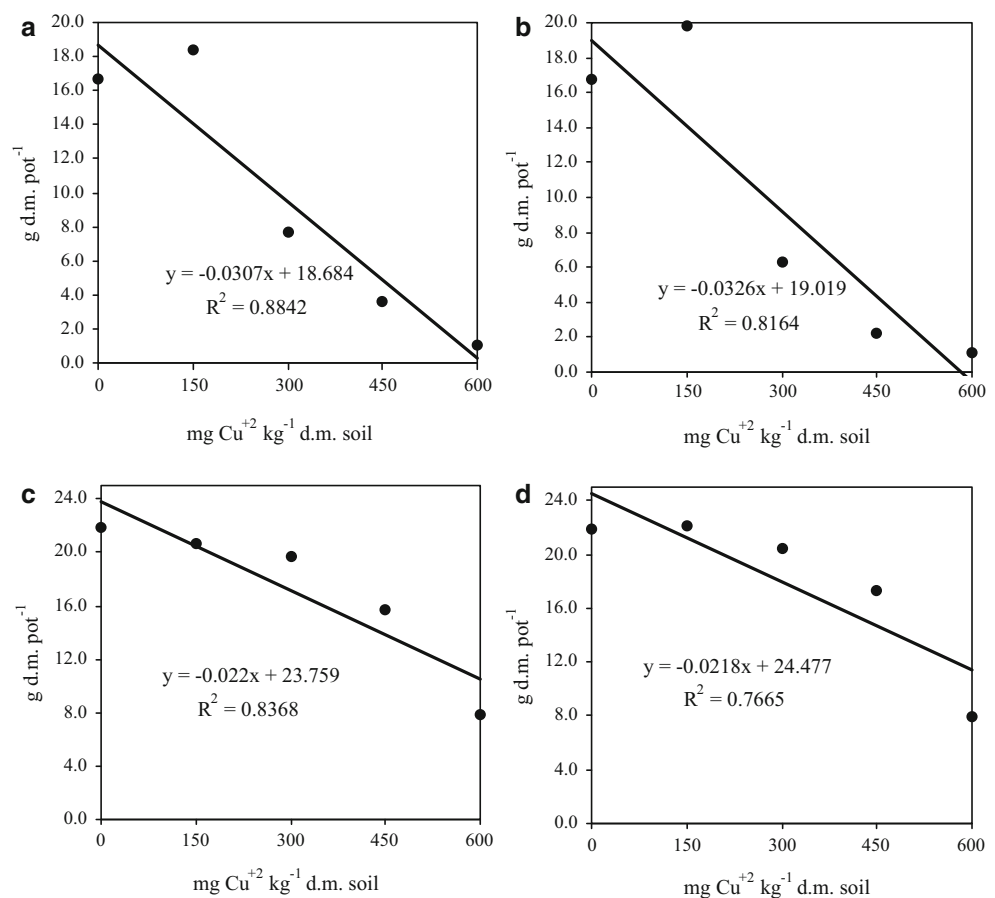 a
20.0
18.0
16.0
14.0
12.0
10.0
8.0
6.0
4.0
2.0
0.0
g d.m. pot⁻¹
y = -0.0307x + 18.684
R² = 0.8842
0 150 300 450 600
mg Cu⁺² kg⁻¹ d.m. soil
b
20.0
18.0
16.0
14.0
12.0
10.0
8.0
6.0
4.0
2.0
0.0
g d.m. pot⁻¹
y = -0.0326x + 19.019
R² = 0.8164
0 150 300 450 600
mg Cu⁺² kg⁻¹ d.m. soil
c
24.0
20.0
16.0
12.0
8.0
4.0
0.0
g d.m. pot⁻¹
y = -0.022x + 23.759
R² = 0.8368
0 150 300 450 600
mg Cu⁺² kg⁻¹ d.m. soil
d
24.0
20.0
16.0
12.0
8.0
4.0
0.0
g d.m. pot⁻¹
y = -0.0218x + 24.477
R² = 0.7665
0 150 300 450 600
mg Cu⁺² kg⁻¹ d.m. soil